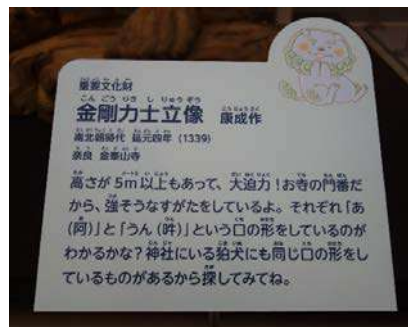 重要文化財
金剛力士立像 康成作
南北朝時代 延元四年 (1339)
奈良 金峯山寺
高さが5m以上もあって、大迫力！お寺の門番だ
から、強そうなすがたをしているよ。それぞれ「あ
(阿)」と「うん(吽)」という口の形をしているのが
わかるかな？神社にいる狛犬にも同じ口の形をし
ているものがあるから探してみてね。